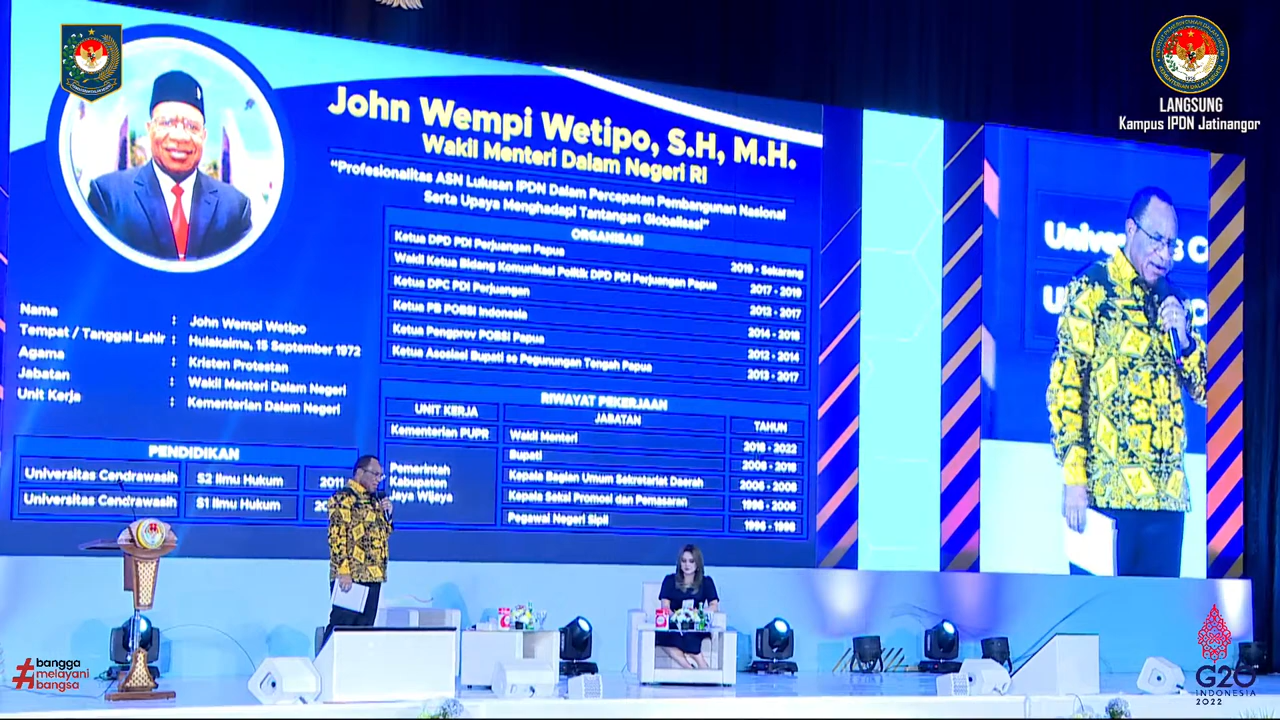 LANGSUNG
Kampus IPDN Jatinangor
John Wempi Wetipo, S.H, M.H.
Wakil Menteri Dalam Negeri RI
“Profesionalitas ASN Lulusan IPDN Dalam Percepatan Pembangunan Nasional
Serta Upaya Menghadapi Tantangan Globalisasi”
ORGANISASI
Ketua DPD PDI Perjuangan Papua 2019 - Sekarang
Wakil Ketua Bidang Komunikasi Politik DPD PDI Perjuangan Papua 2017 - 2019
Ketua DPC PDI Perjuangan 2013 - 2017
Ketua PB POBSI Indonesia 2014 - 2018
Ketua Pengprov POBSI Papua 2012 - 2014
Ketua Asosiasi Bupati se Pegunungan Tengah Papua 2013 - 2017
Nama : John Wempi Wetipo
Tempat / Tanggal Lahir : Hulakaima, 15 September 1972
Agama : Kristen Protestan
Jabatan : Wakil Menteri Dalam Negeri
Unit Kerja : Kementerian Dalam Negeri
PENDIDIKAN
Universitas Cendrawasih S2 Ilmu Hukum 2011
Universitas Cendrawasih S1 Ilmu Hukum
RIWAYAT PEKERJAAN
UNIT KERJA JABATAN TAHUN
Kementerian PUPR Wakil Menteri 2019 - 2022
Pemerintah
Kabupaten
Jaya Wijaya
Bupati 2008 - 2018
Kepala Bagian Umum Sekretariat Daerah 2006 - 2008
Kepala Seksi Promosi dan Pemasaran 1998 - 2006
Pegawai Negeri Sipil 1996 - 1998
#bangga
melayani
bangsa
G20
INDONESIA
2022